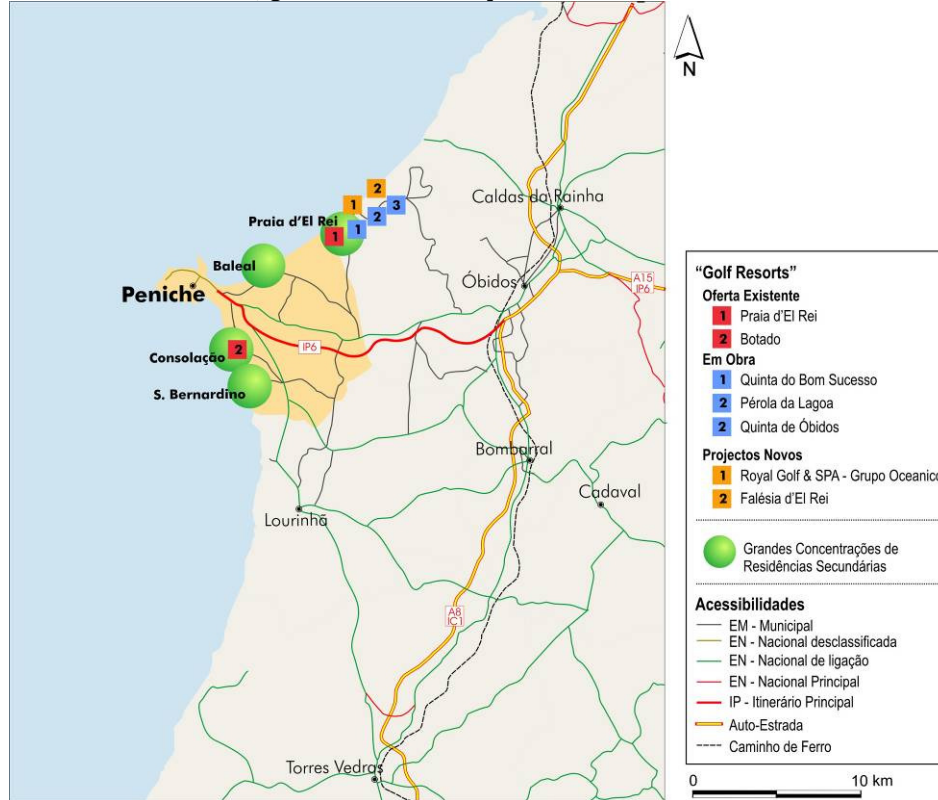 N
2
1
3
2
Caldas da Rainha
Praia d'El Rei
1
1
Baleal
A15
IP6
Óbidos
Peniche
IP6
Consolação
2
S. Bernardino
Bombarral
Cadaval
Lourinhã
A8
IC1
Torres Vedras
"Golf Resorts"
Oferta Existente
1 Praia d'El Rei
2 Botado
Em Obra
1 Quinta do Bom Sucesso
2 Pérola da Lagoa
2 Quinta de Óbidos
Projectos Novos
1 Royal Golf & SPA - Grupo Oceanico
2 Falésia d'El Rei
Grandes Concentrações de
Residências Secundárias
Acessibilidades
EM - Municipal
EN - Nacional desclassificada
EN - Nacional de ligação
EN - Nacional Principal
IP - Itinerário Principal
Auto-Estrada
Caminho de Ferro
0 10 km